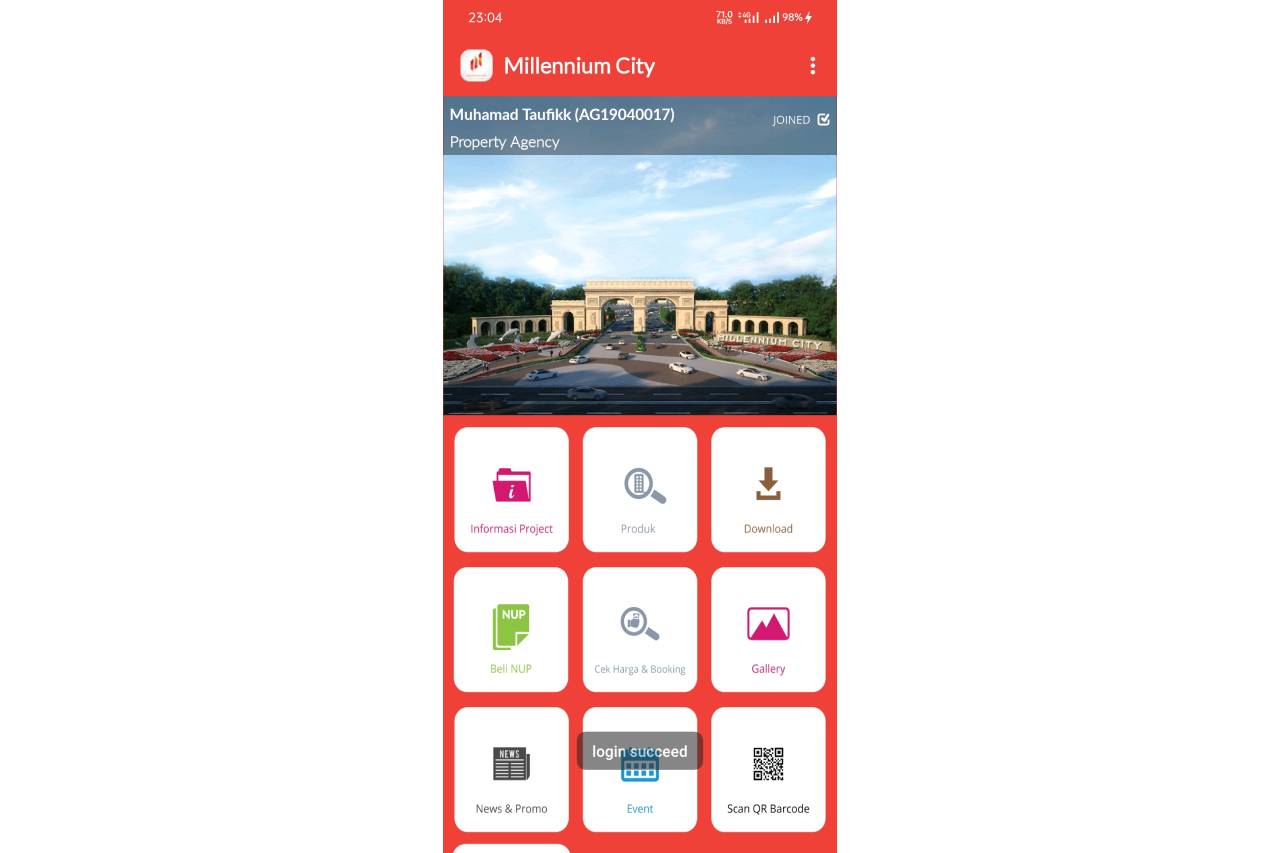 23:04
71.0 KB/S 4G 98%
Millennium City
Muhamad Taufikk (AG19040017)
JOINED
Property Agency
MILLENNIUM CITY
Informasi Project
Produk
Download
NUP
Beli NUP
Cek Harga & Booking
Gallery
NEWS
login succeed
News & Promo
Event
Scan QR Barcode